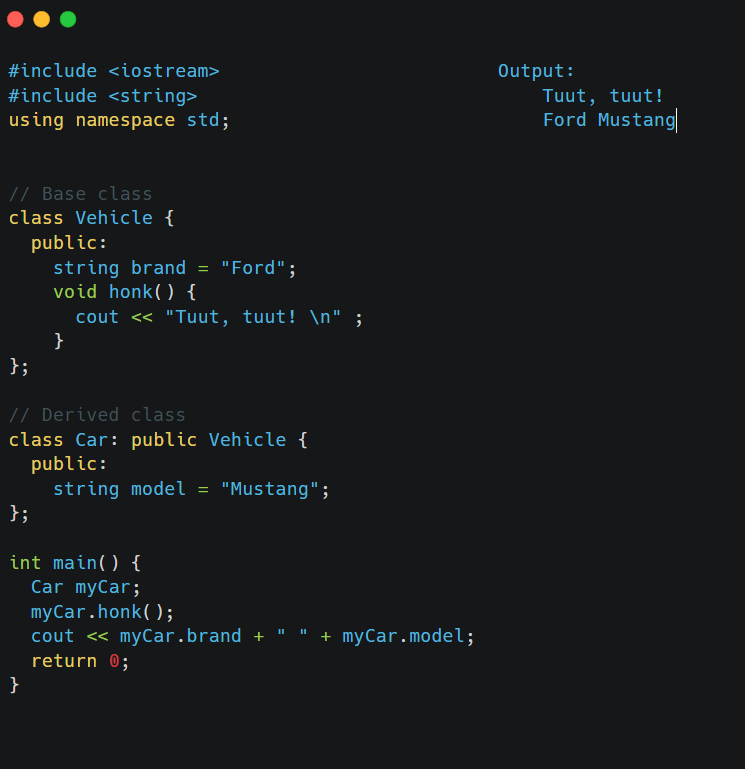 #include <iostream>
#include <string>
using namespace std;
Output:
Tuut, tuut!
Ford Mustang
// Base class
class Vehicle {
  public:
    string brand = "Ford";
    void honk() {
      cout << "Tuut, tuut! \n" ;
    }
};
// Derived class
class Car: public Vehicle {
  public:
    string model = "Mustang";
};
int main() {
  Car myCar;
  myCar.honk();
  cout << myCar.brand + " " + myCar.model;
  return 0;
}